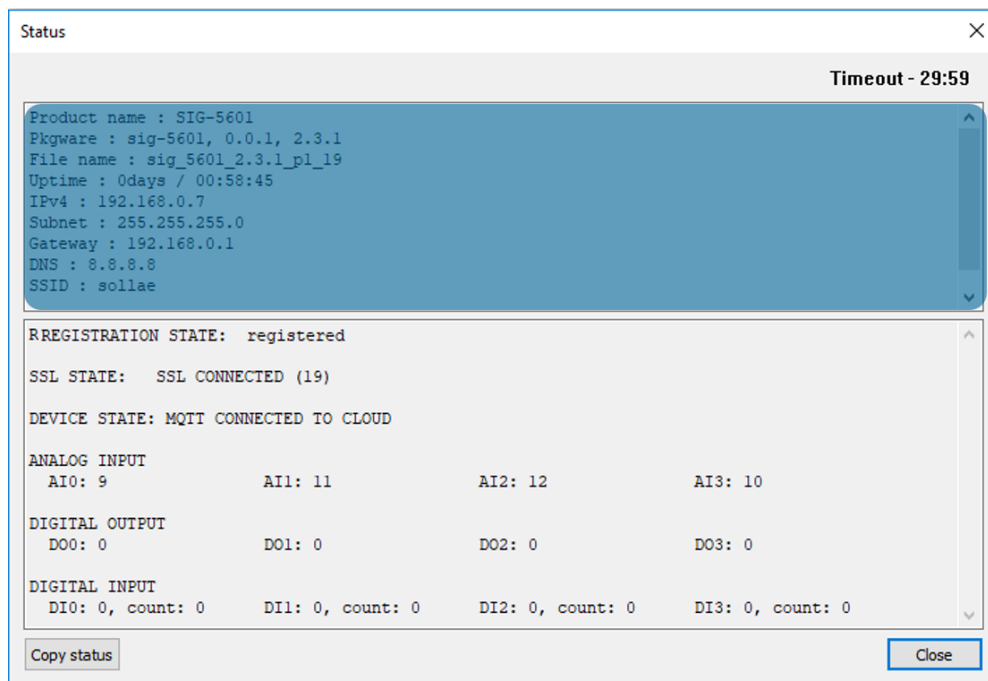 Status
Timeout - 29:59
Product name : SIG-5601
Pkgware : sig-5601, 0.0.1, 2.3.1
File name : sig_5601_2.3.1_p1_19
Uptime : 0days / 00:58:45
IPv4 : 192.168.0.7
Subnet : 255.255.255.0
Gateway : 192.168.0.1
DNS : 8.8.8.8
SSID : sollae
RREGISTRATION STATE: registered
SSL STATE: SSL CONNECTED (19)
DEVICE STATE: MQTT CONNECTED TO CLOUD
ANALOG INPUT
AI0: 9 AI1: 11 AI2: 12 AI3: 10
DIGITAL OUTPUT
DO0: 0 DO1: 0 DO2: 0 DO3: 0
DIGITAL INPUT
DI0: 0, count: 0 DI1: 0, count: 0 DI2: 0, count: 0 DI3: 0, count: 0
Copy status Close